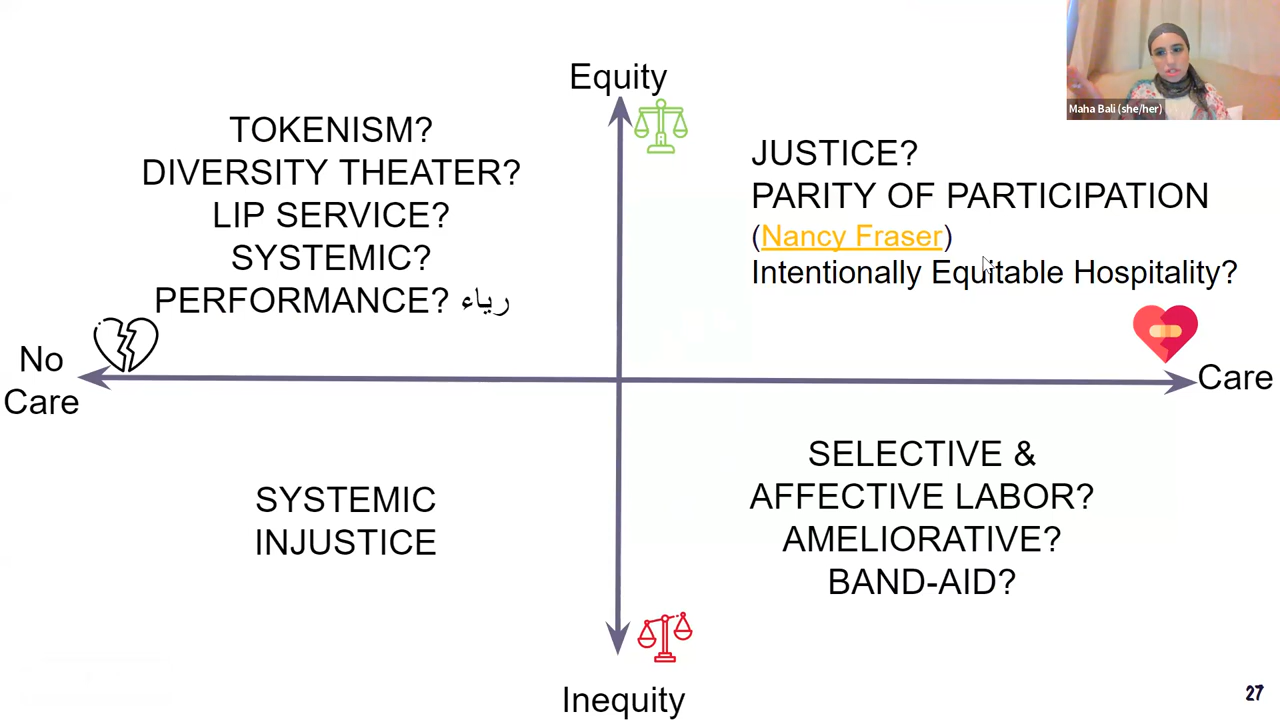 Maha Bali (she/her)
Equity
TOKENISM?
DIVERSITY THEATER?
LIP SERVICE?
SYSTEMIC?
PERFORMANCE? رياء
JUSTICE?
PARITY OF PARTICIPATION
(Nancy Fraser)
Intentionally Equitable Hospitality?
No
Care
Care
SYSTEMIC
INJUSTICE
SELECTIVE &
AFFECTIVE LABOR?
AMELIORATIVE?
BAND-AID?
Inequity
27